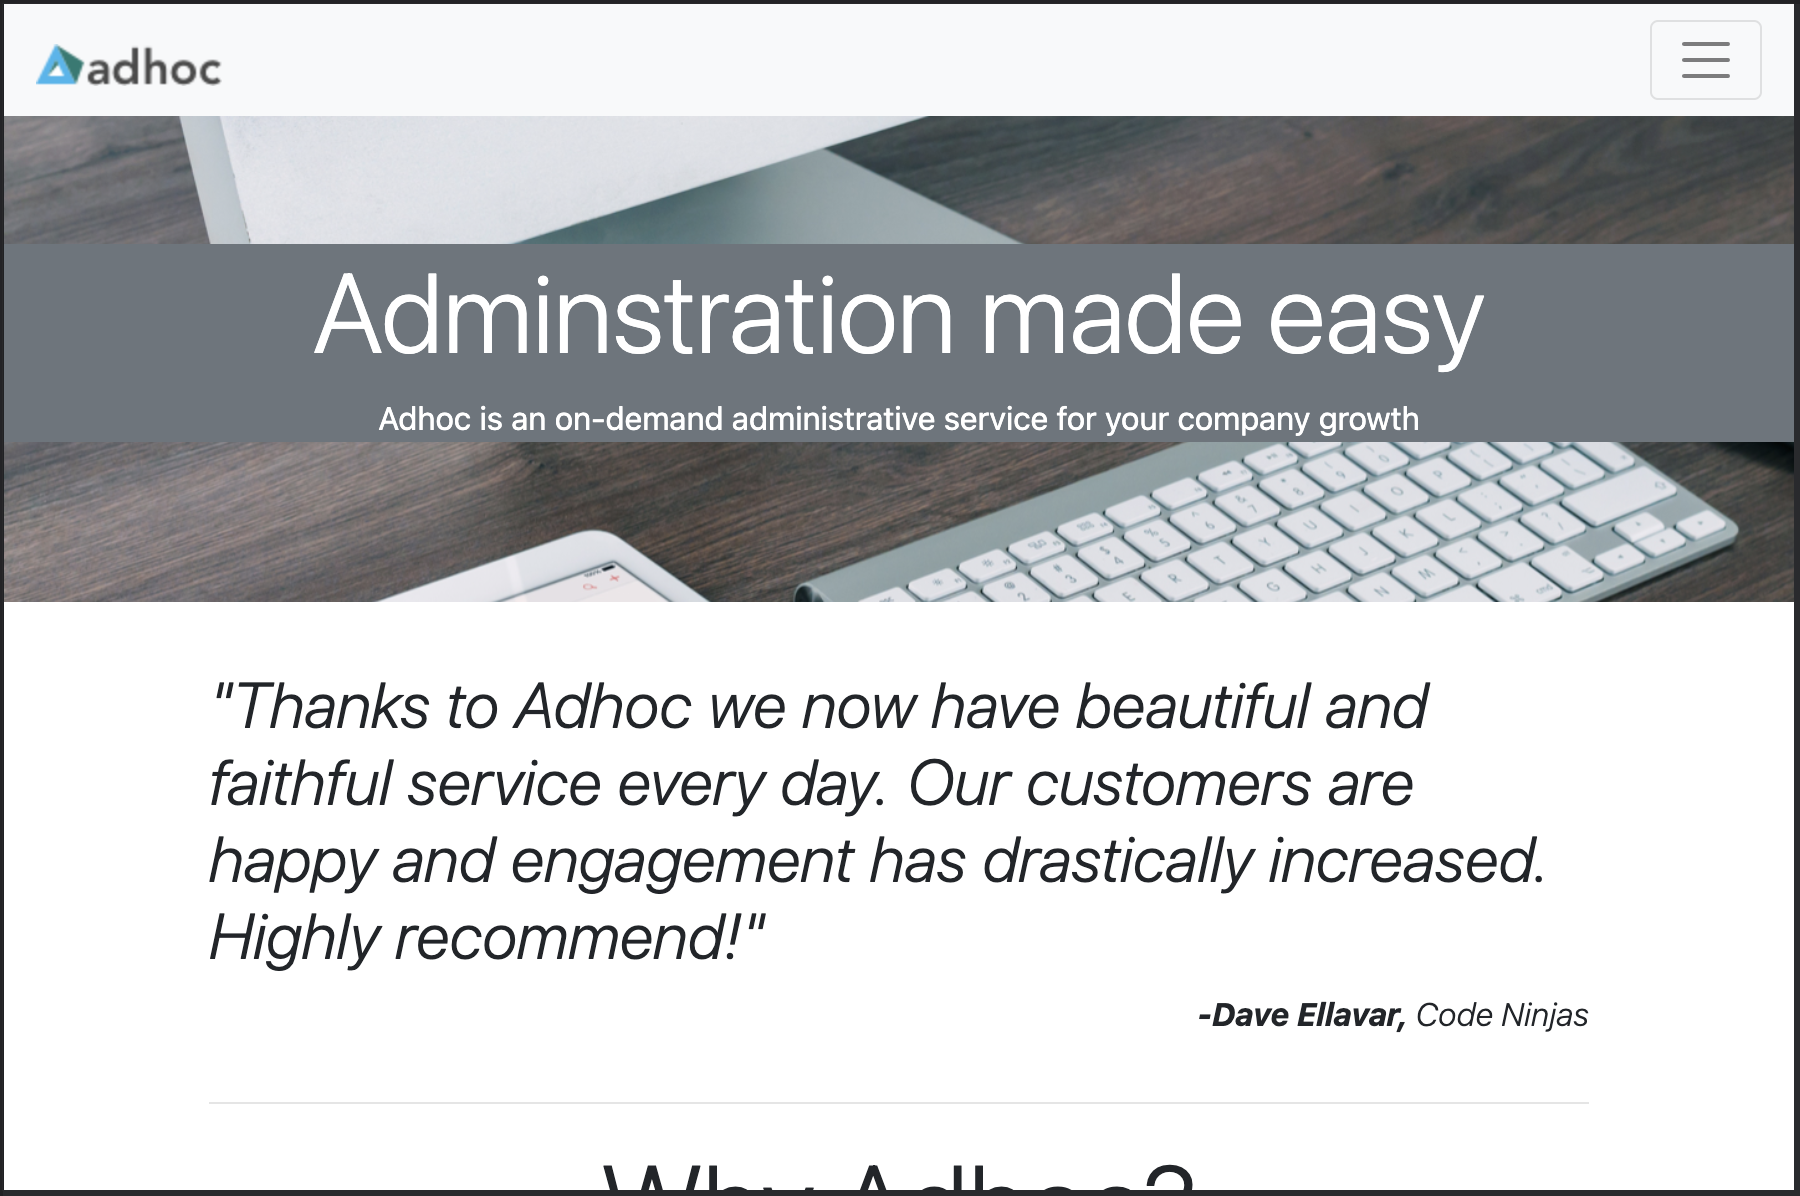 adhoc
Adminstration made easy
Adhoc is an on-demand administrative service for your company growth
"Thanks to Adhoc we now have beautiful and
faithful service every day. Our customers are
happy and engagement has drastically increased.
Highly recommend!"
-Dave Ellavar, Code Ninjas
Why Adhoc?